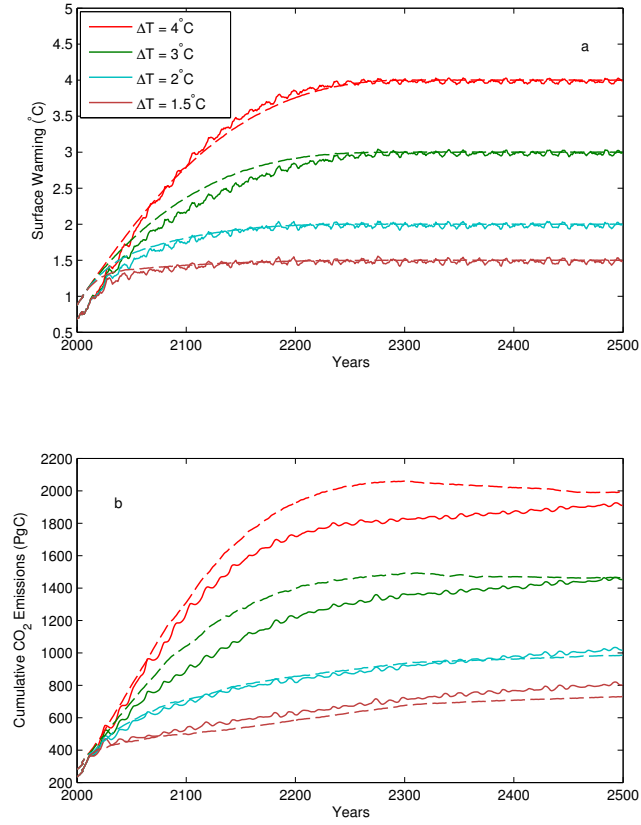 ΔT = 4°C
ΔT = 3°C
ΔT = 2°C
ΔT = 1.5°C
a
Surface Warming (°C)
5
4.5
4
3.5
3
2.5
2
1.5
1
0.5
2000 2100 2200 2300 2400 2500
Years
b
Cumulative CO₂ Emissions (PgC)
2200
2000
1800
1600
1400
1200
1000
800
600
400
200
2000 2100 2200 2300 2400 2500
Years